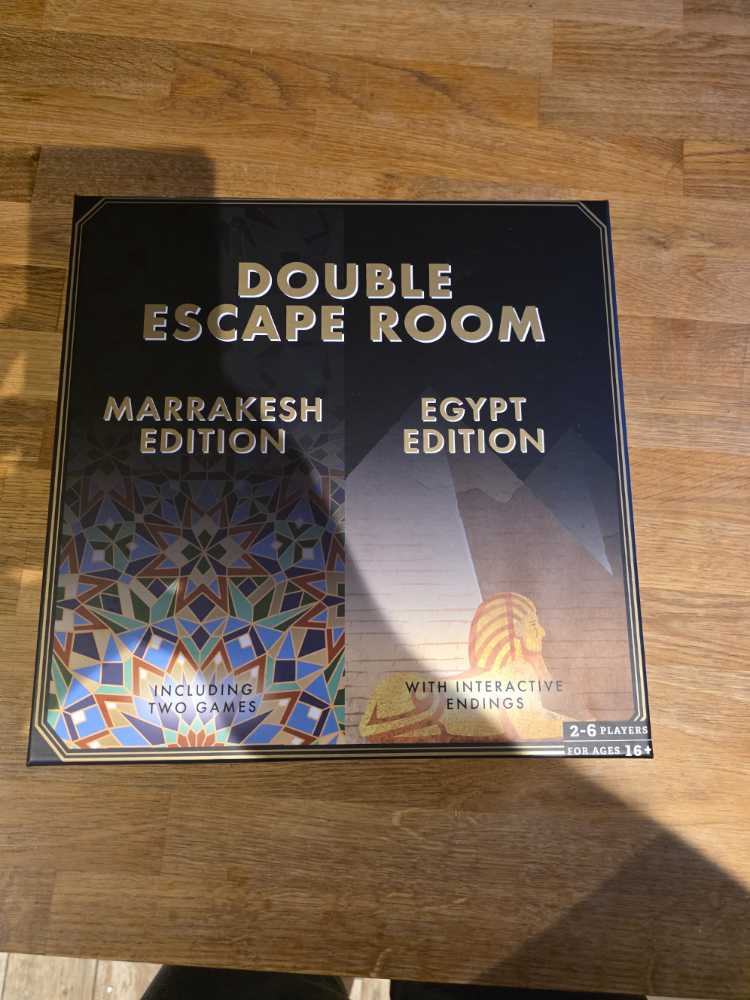 DOUBLE
ESCAPE ROOM
MARRAKESH
EDITION
EGYPT
EDITION
INCLUDING
TWO GAMES
WITH INTERACTIVE
ENDINGS
2-6 PLAYERS
FOR AGES 16+